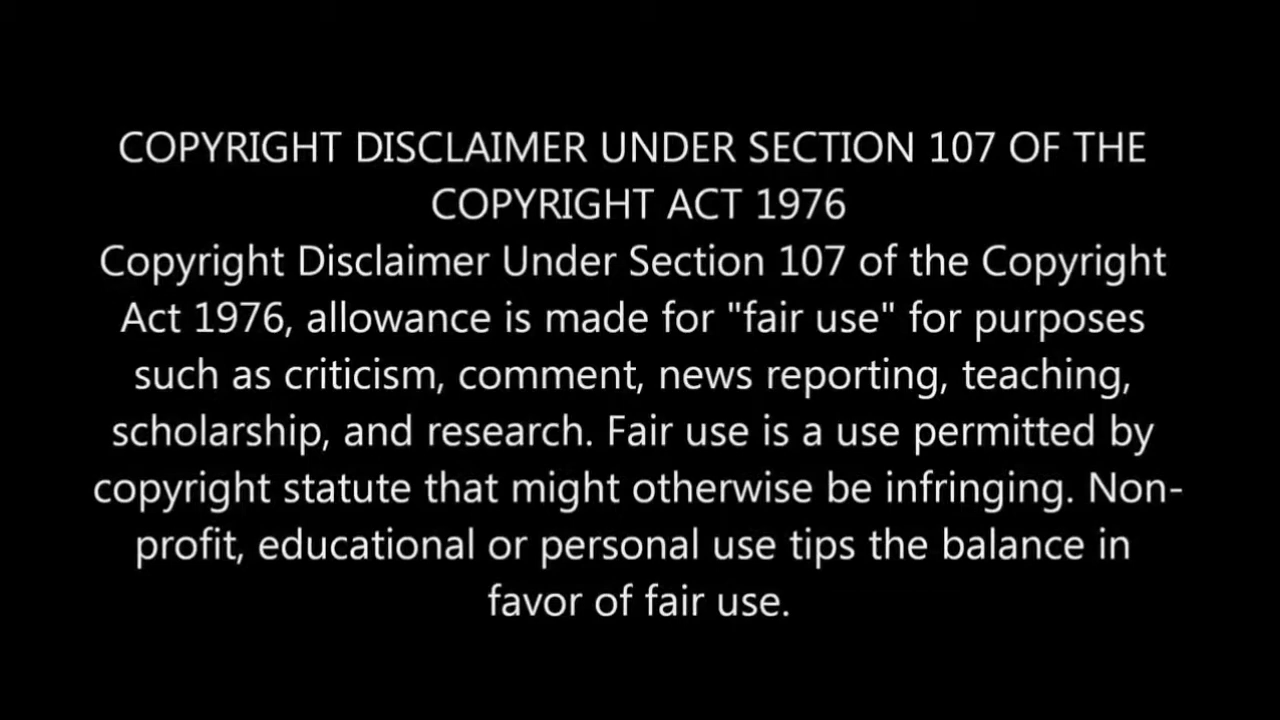 COPYRIGHT DISCLAIMER UNDER SECTION 107 OF THE
COPYRIGHT ACT 1976
Copyright Disclaimer Under Section 107 of the Copyright
Act 1976, allowance is made for "fair use" for purposes
such as criticism, comment, news reporting, teaching,
scholarship, and research. Fair use is a use permitted by
copyright statute that might otherwise be infringing. Non-
profit, educational or personal use tips the balance in
favor of fair use.